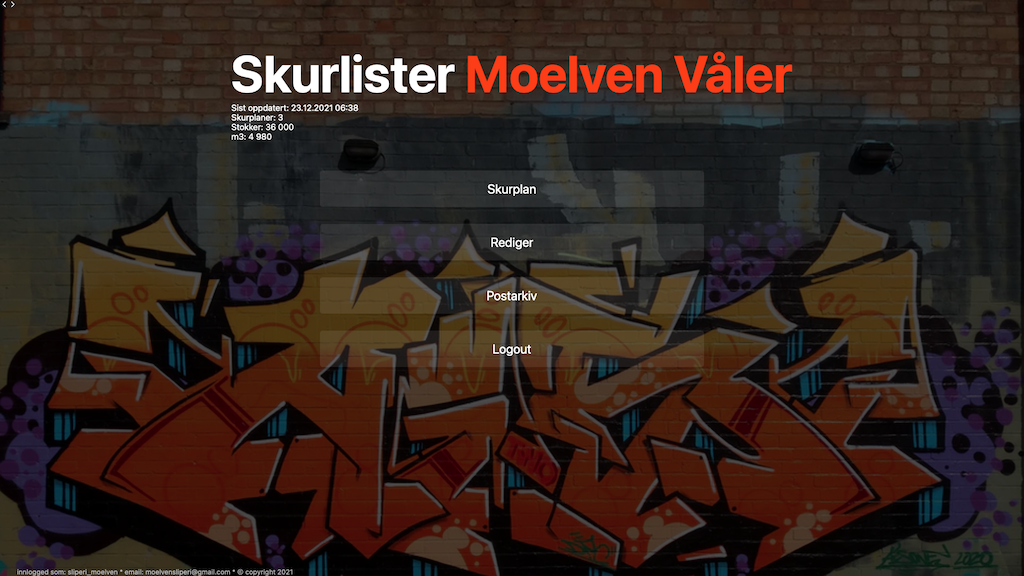 Skurlister Moelven Våler
Sist oppdatert: 23.12.2021 06:38
Skurplaner: 3
Stokker: 36 000
m3: 4 980
Skurplan
Rediger
Postarkiv
Logout
innlogged som: sliperi_moelven * email: moelvensliperi@gmail.com * © copyright 2021